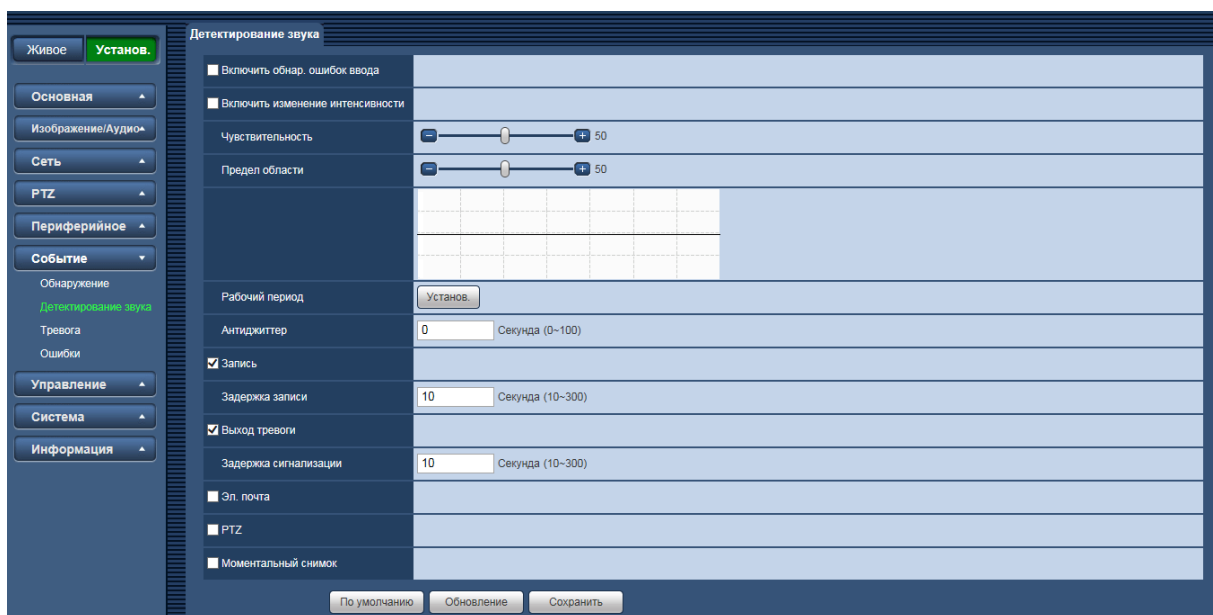 Живое Установ.
Основная
Изображение/Аудио
Сеть
PTZ
Периферийное
Событие
Обнаружение
Детектирование звука
Тревога
Ошибки
Управление
Система
Информация
Детектирование звука
Включить обнар. ошибок ввода
Включить изменение интенсивности
Чувствительность 50
Предел области 50
Рабочий период Установ.
Антиджиттер 0 Секунда (0~100)
Запись
Задержка записи 10 Секунда (10~300)
Выход тревоги
Задержка сигнализации 10 Секунда (10~300)
Эл. почта
PTZ
Моментальный снимок
По умолчанию Обновление Сохранить